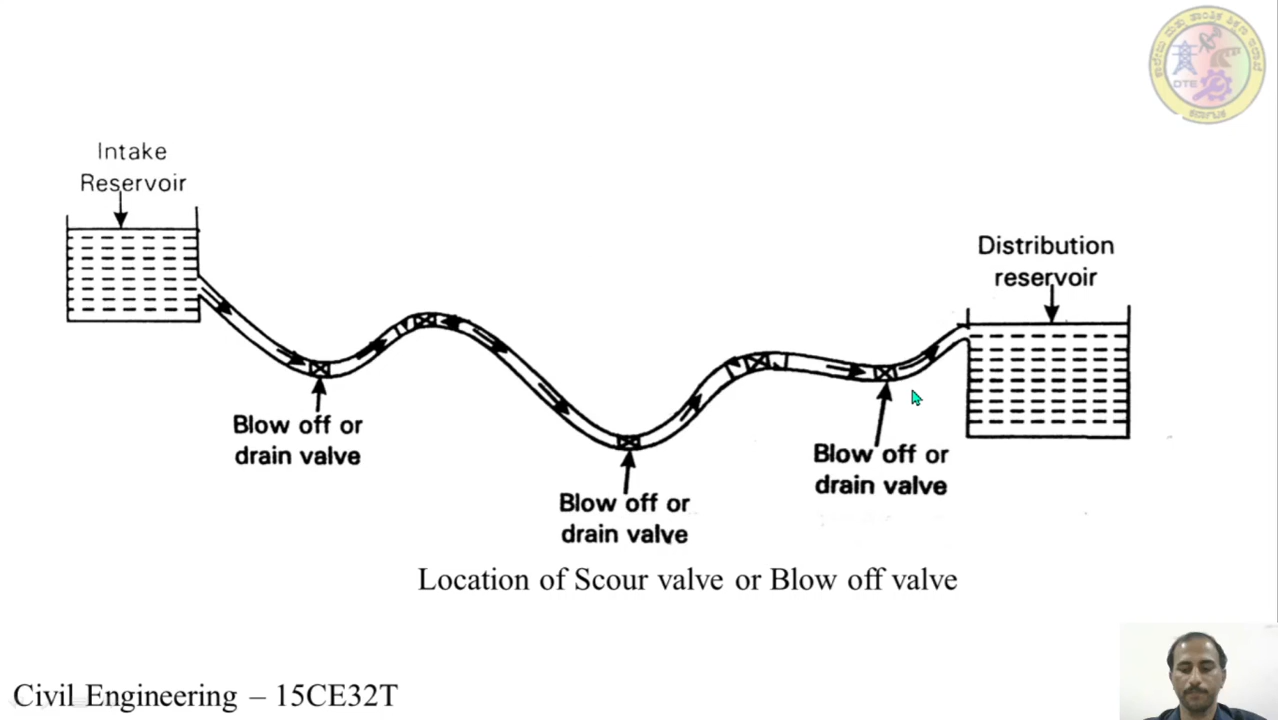 Intake
Reservoir
Distribution
reservoir
Blow off or
drain valve
Blow off or
drain valve
Blow off or
drain valve
Location of Scour valve or Blow off valve
Civil Engineering – 15CE32T
DTE